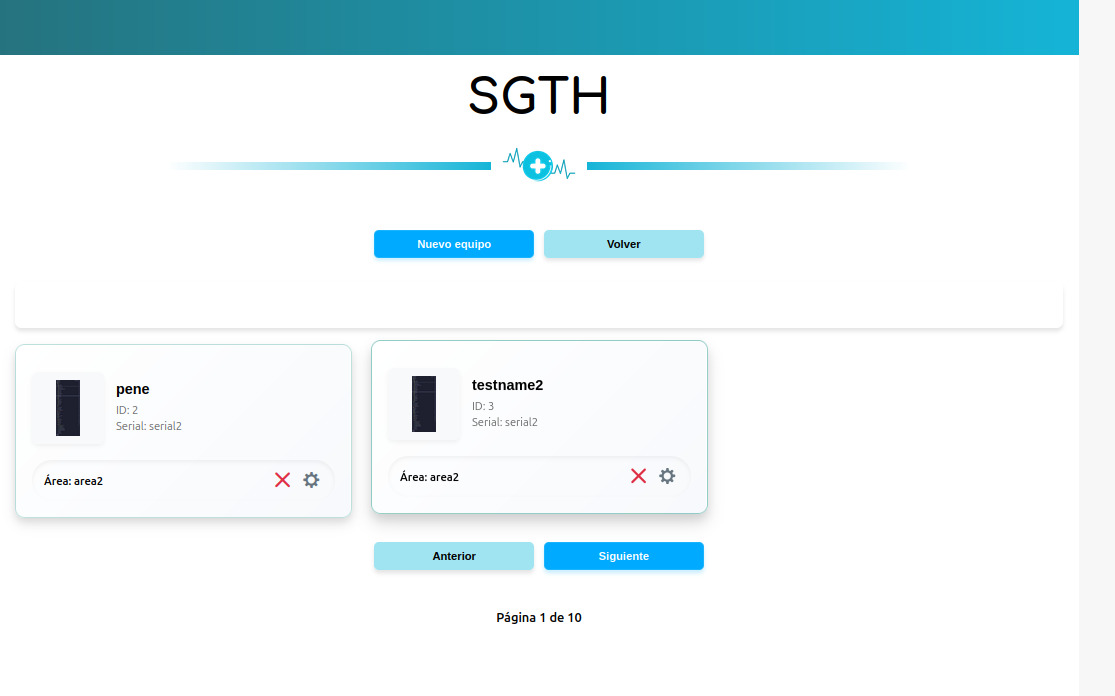 SGTH
Nuevo equipo
Volver
pene
ID: 2
Serial: serial2
Área: area2
testname2
ID: 3
Serial: serial2
Área: area2
Anterior
Siguiente
Página 1 de 10